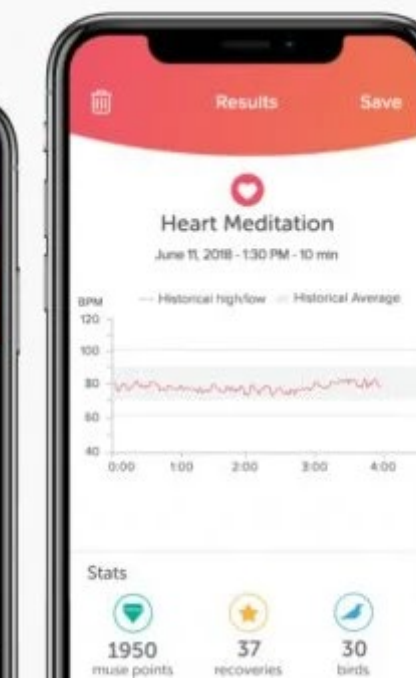 Results Save
Heart Meditation
June 11, 2018 - 1:30 PM - 10 min
BPM
Historical high/low Historical Average
120
100
80
60
40
0:00 1:00 2:00 3:00 4:00
Stats
1950 37 30
muse points recoveries birds